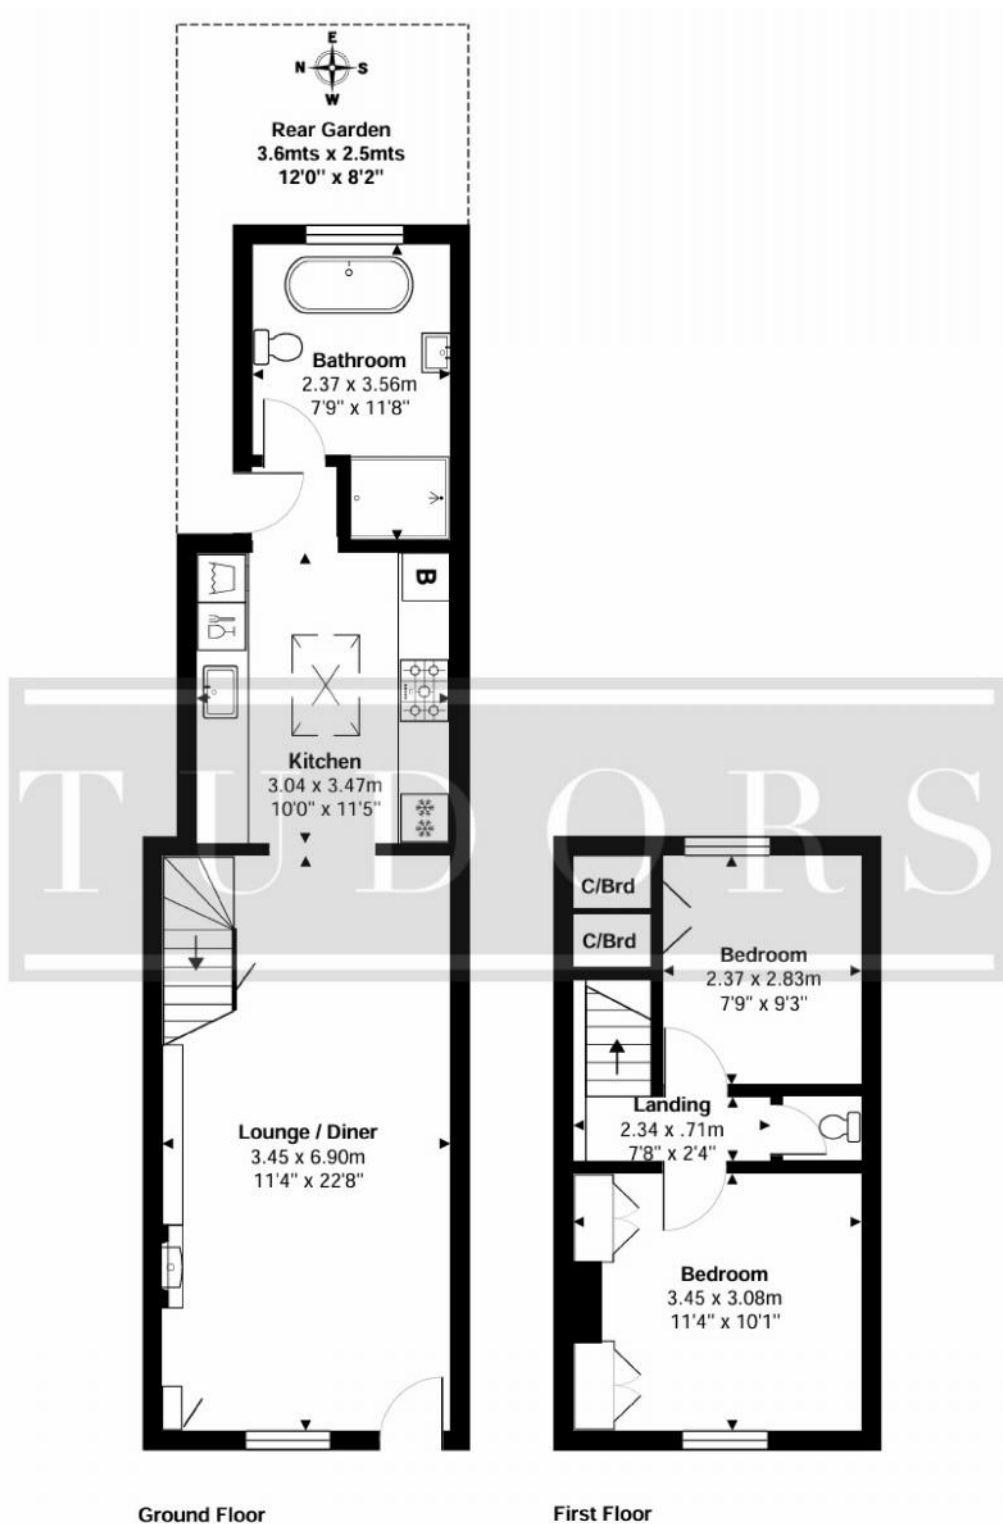 E
N S
W
Rear Garden
3.6mts x 2.5mts
12'0" x 8'2"
Bathroom
2.37 x 3.56m
7'9" x 11'8"
B
Kitchen
3.04 x 3.47m
10'0" x 11'5"
TUDORS
C/Brd
C/Brd
Bedroom
2.37 x 2.83m
7'9" x 9'3"
Landing
2.34 x .71m
7'8" x 2'4"
Lounge / Diner
3.45 x 6.90m
11'4" x 22'8"
Bedroom
3.45 x 3.08m
11'4" x 10'1"
Ground Floor
First Floor